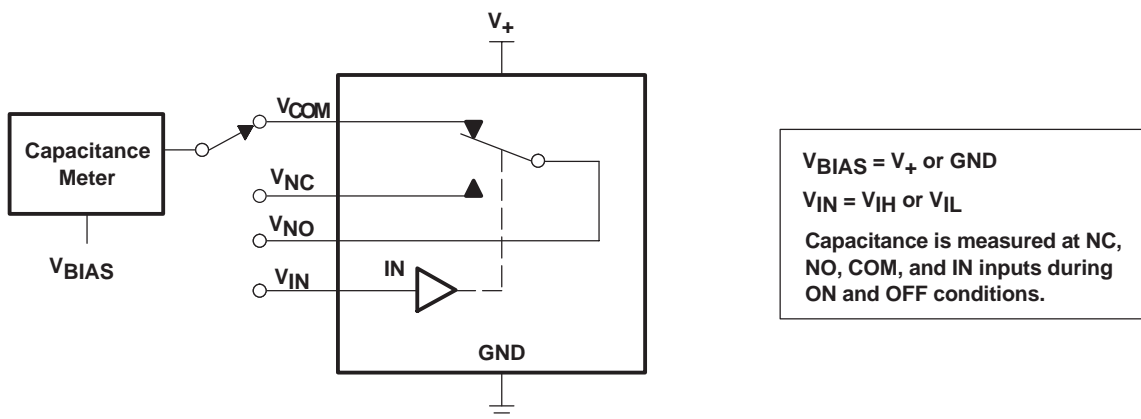 V+
VCOM
Capacitance
Meter
VBIAS
VNC
VNO
VIN
IN
GND
VBIAS = V+ or GND
VIN = VIH or VIL
Capacitance is measured at NC,
NO, COM, and IN inputs during
ON and OFF conditions.